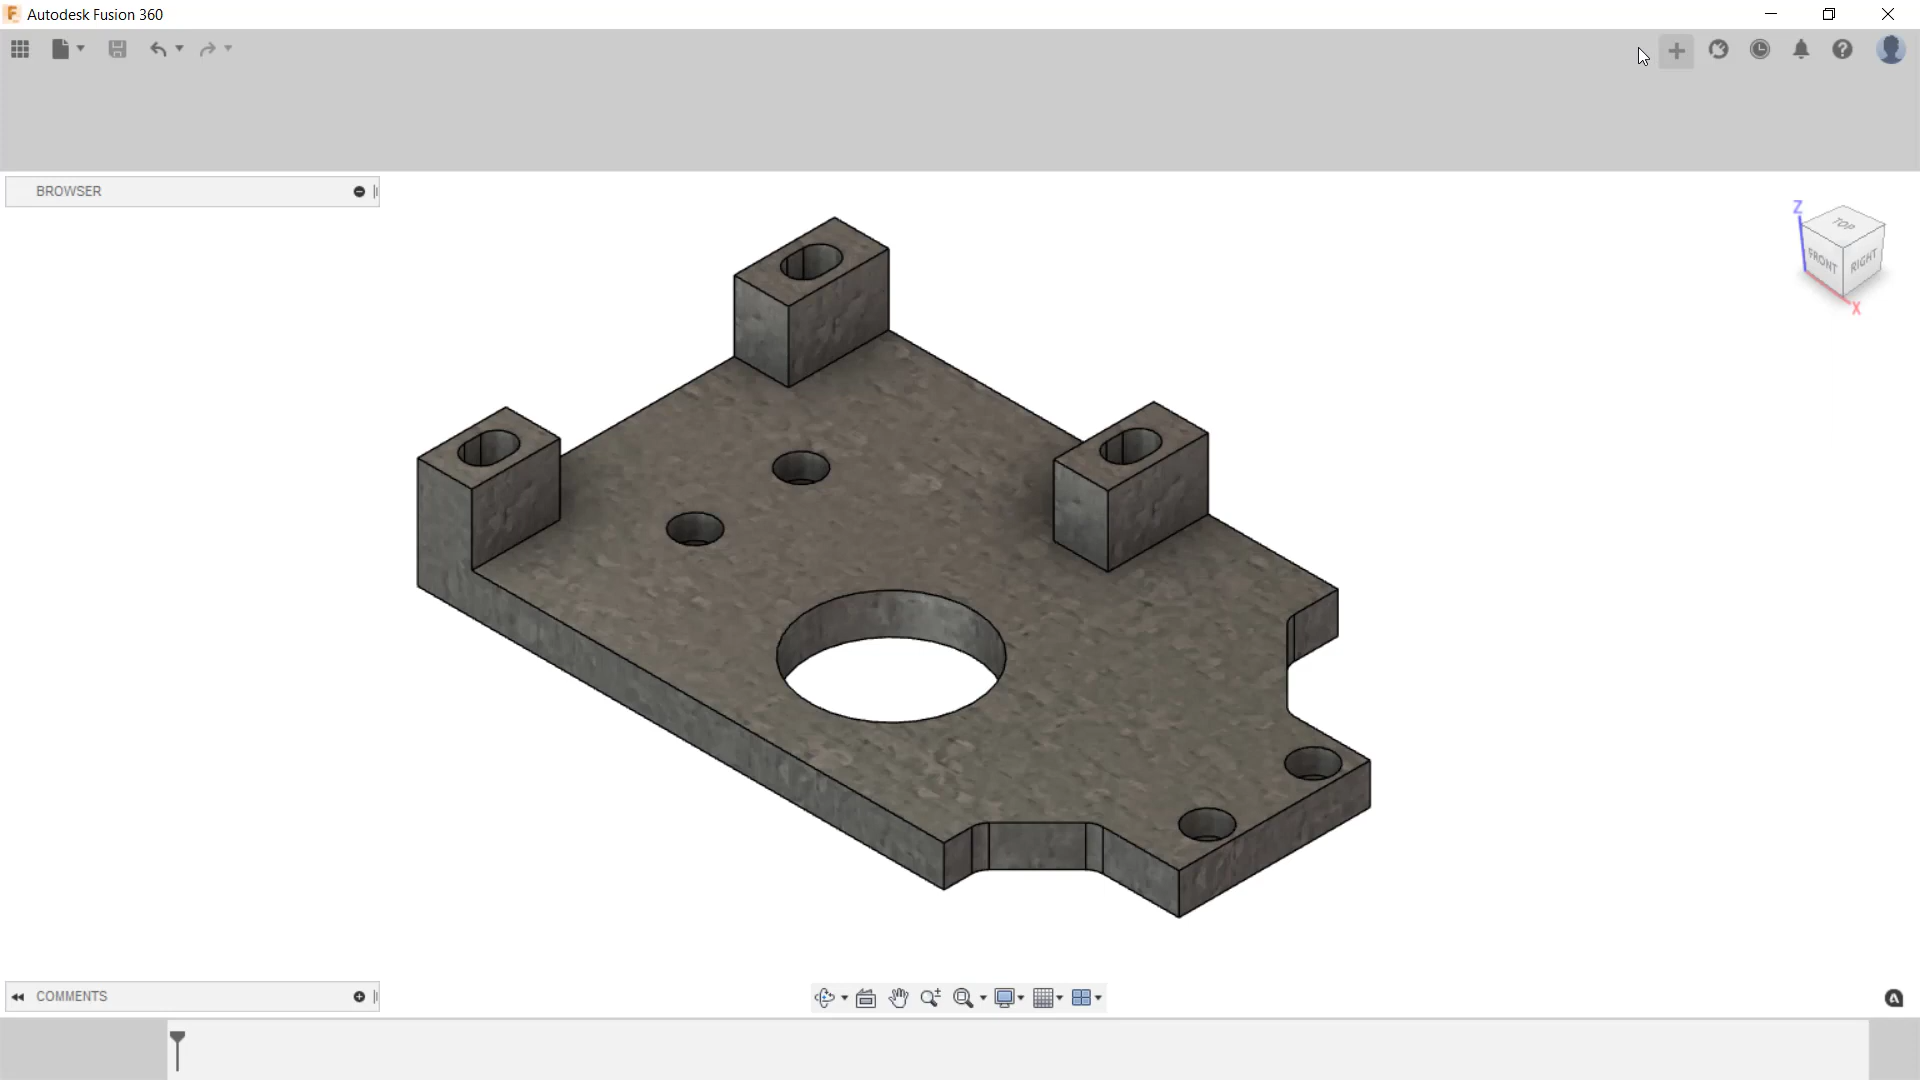 F Autodesk Fusion 360
BROWSER
Z
TOP
FRONT
RIGHT
X
COMMENTS